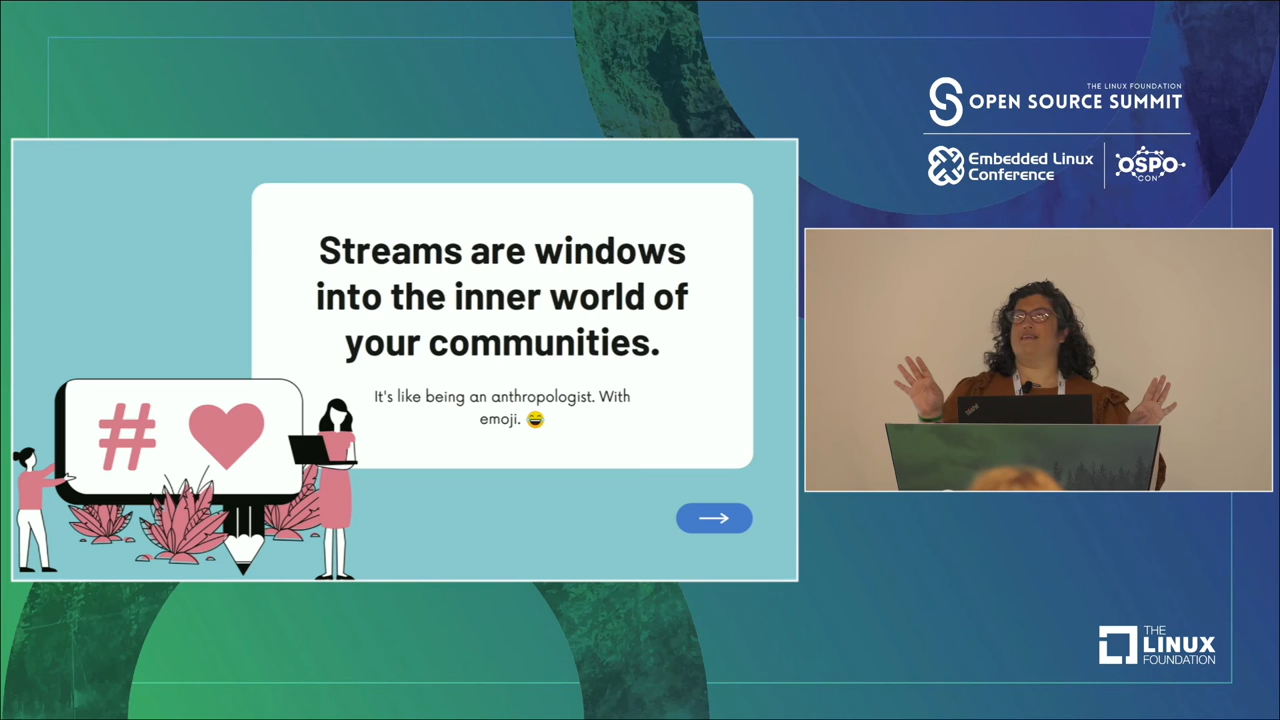 THE LINUX FOUNDATION
OPEN SOURCE SUMMIT
Embedded Linux
Conference
OSPO
CON
Streams are windows
into the inner world of
your communities.
It's like being an anthropologist. With
emoji. 😅
#
ThinkPad
THE
LINUX
FOUNDATION